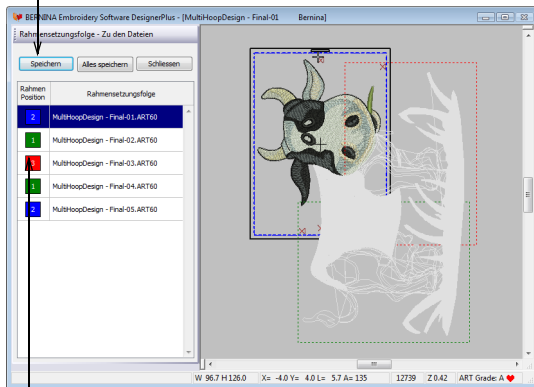 BERNINA Embroidery Software DesignerPlus - [MultiHoopDesign - Final-01 Bernina]
Rahmensetzungsfolge - Zu den Dateien
Speichern Alles speichern Schliessen
Rahmen Position Rahmensetzungsfolge
2 MultiHoopDesign - Final-01.ART60
1 MultiHoopDesign - Final-02.ART60
3 MultiHoopDesign - Final-03.ART60
1 MultiHoopDesign - Final-04.ART60
2 MultiHoopDesign - Final-05.ART60
W 96.7 H 126.0 X= -4.0 Y= 4.0 L= 5.7 A= 135 12739 Z 0.42 ART Grade: A